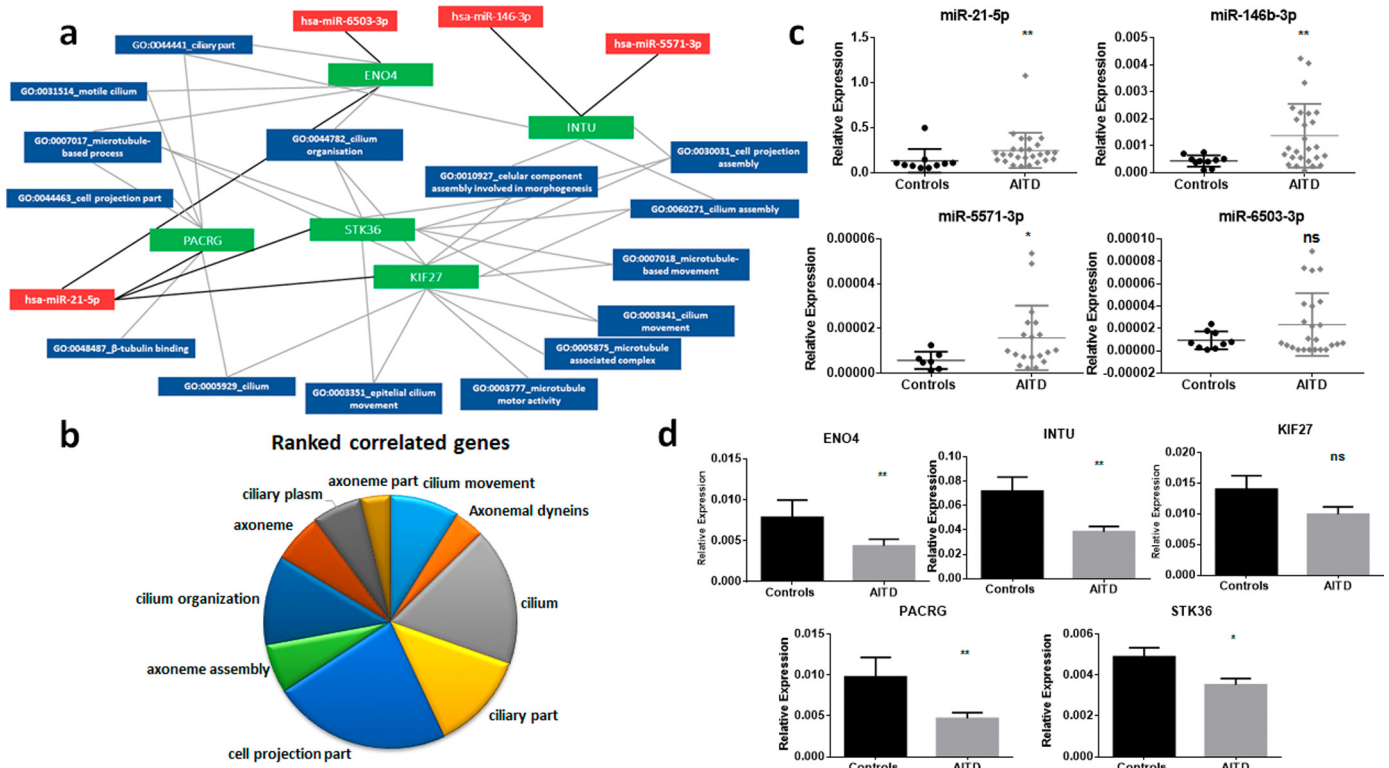 a
hsa-miR-6503-3p
hsa-miR-146-3p
hsa-miR-5571-3p
GO:0044441_ciliary part
ENO4
GO:0031514_motile cilium
GO:0007017_microtubule-
based process
GO:0044782_cilium
organisation
INTU
GO:0030031_cell projection
assembly
GO:0010927_celular component
assembly involved in morphogenesis
GO:0044463_cell projection part
GO:0060271_cilium assembly
PACRG
STK36
KIF27
GO:0007018_microtubule-
based movement
hsa-miR-21-5p
GO:0003341_cilium
movement
GO:0048487_β-tubulin binding
GO:0005875_microtubule
associated complex
GO:0005929_cilium
GO:0003351_epitelial cilium
movement
GO:0003777_microtubule
motor activity
b
Ranked correlated genes
axoneme part
cilium movement
ciliary plasm
Axonemal dyneins
axoneme
cilium
cilium organization
axoneme assembly
ciliary part
cell projection part
c
miR-21-5p
Relative Expression
1.5
1.0
0.5
0.0
**
Controls
AITD
miR-146b-3p
Relative Expression
0.005
0.004
0.003
0.002
0.001
0.000
**
Controls
AITD
miR-5571-3p
Relative Expression
0.00006
0.00004
0.00002
0.00000
*
Controls
AITD
miR-6503-3p
Relative Expression
0.00010
0.00008
0.00006
0.00004
0.00002
0.00000
-0.00002
ns
Controls
AITD
d
ENO4
Relative Expression
0.015
0.010
0.005
0.000
**
Controls
AITD
INTU
Relative Expression
0.10
0.08
0.06
0.04
0.02
0.00
**
Controls
AITD
KIF27
Relative Expression
0.020
0.015
0.010
0.005
0.000
ns
Controls
AITD
PACRG
Relative Expression
0.015
0.010
0.005
0.000
**
Controls
AITD
STK36
Relative Expression
0.006
0.004
0.002
0.000
*
Controls
AITD